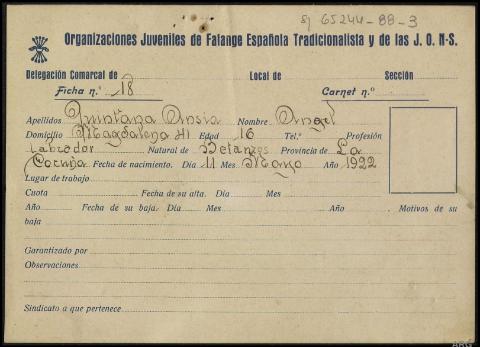 S/ 65244-88-3
Organizaciones Juveniles de Falange Española Tradicionalista y de las J. O. N-S.
Delegación Comarcal de Local de Sección
Ficha n.º 18 Carnet n.º
Apellidos Quintana Ansia Nombre Angel
Domicilio Magdalena 41 Edad 16 Tel.º Profesión
Labrador Natural de Betanzos Provincia de La
Coruña Fecha de nacimiento. Día 11 Mes Mayo Año 1922
Lugar de trabajo
Cuota Fecha de su alta. Día Mes
Año Fecha de su baja. Día Mes Año Motivos de su
baja
Garantizado por
Observaciones
Sindicato a que pertenece
ARG